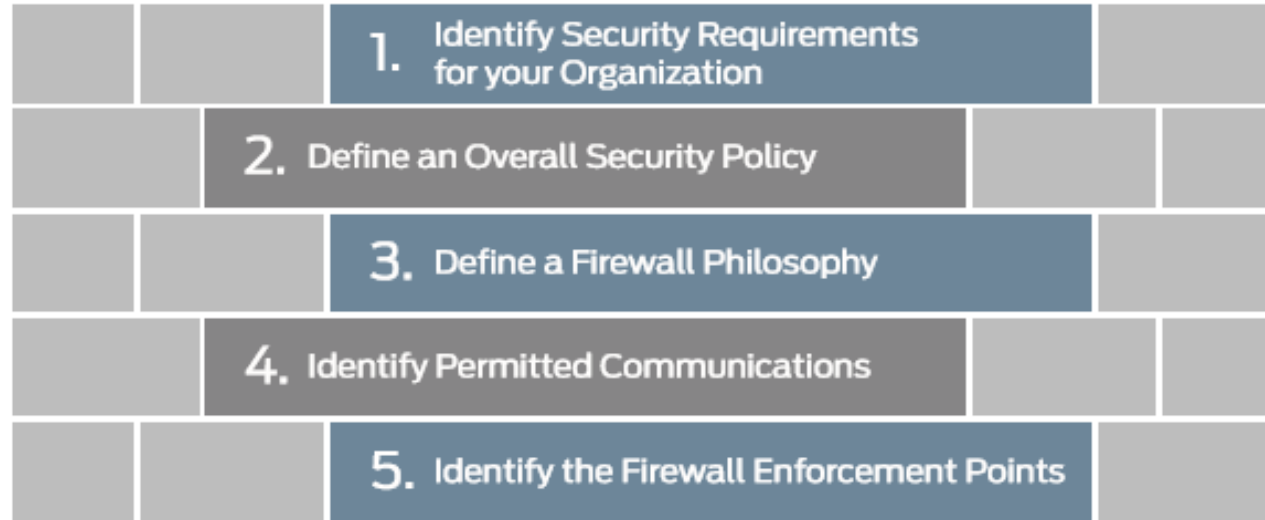 1. Identify Security Requirements
for your Organization
2. Define an Overall Security Policy
3. Define a Firewall Philosophy
4. Identify Permitted Communications
5. Identify the Firewall Enforcement Points